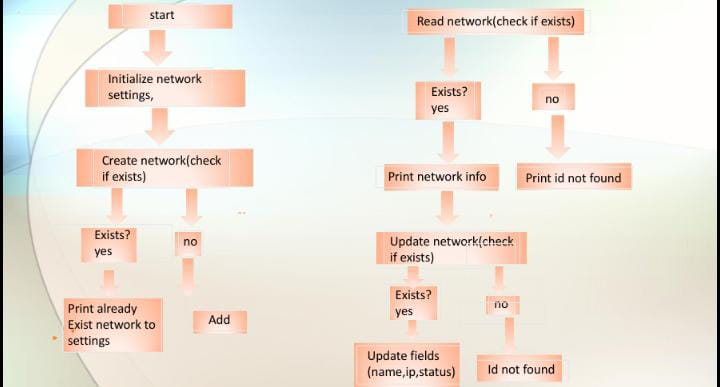 start
Initialize network
settings,
Create network(check
if exists)
Exists?
yes
no
Print already
Exist network to
settings
Add
Read network(check if exists)
Exists?
yes
no
Print network info
Print id not found
Update network(check
if exists)
Exists?
yes
no
Update fields
(name,ip,status)
Id not found